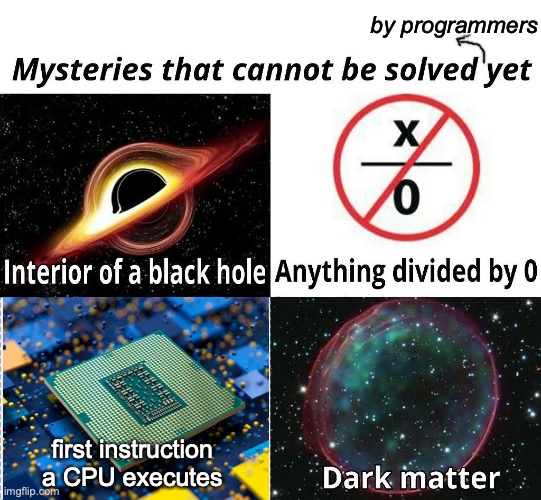 by programmers
Mysteries that cannot be solved yet
x
0
Interior of a black hole
Anything divided by 0
first instruction
a CPU executes
Dark matter
imgflip.com